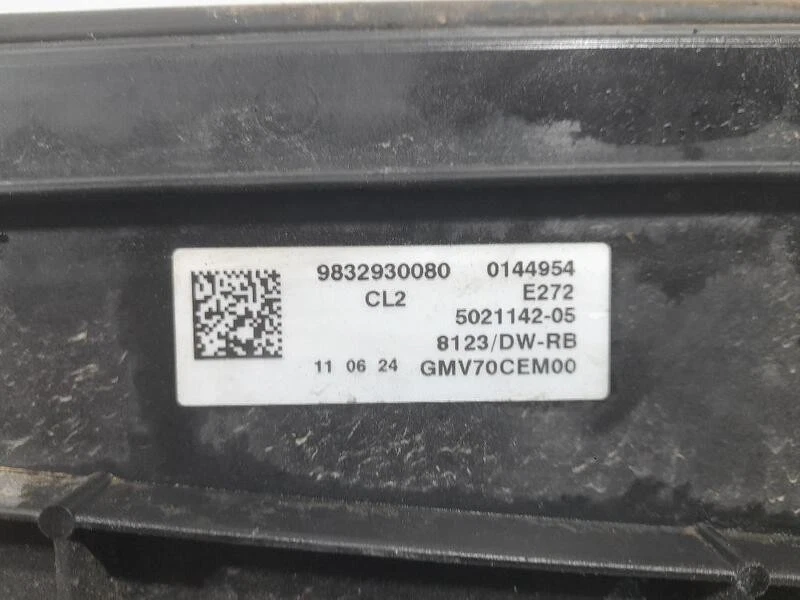 9832930080 0144954
CL2 E272
5021142-05
8123/DW-RB
11 06 24 GMV70CEM00